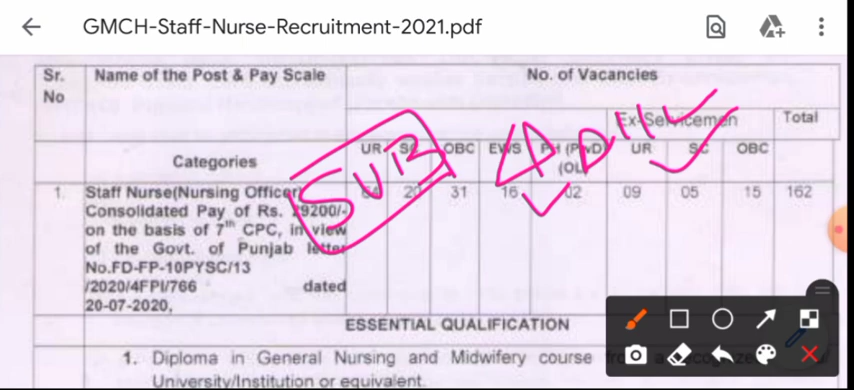 GMCH-Staff-Nurse-Recruitment-2021.pdf
Sr. No
Name of the Post & Pay Scale
No. of Vacancies
Ex-Servicemen
Total
Categories
UR SC OBC EWS PH (PwD) (OL) UR SC OBC
1. Staff Nurse(Nursing Officer) 20 31 16 02 09 05 15 162
Consolidated Pay of Rs. 29200/-
on the basis of 7th CPC, in view
of the Govt. of Punjab letter
No.FD-FP-10PYSC/13
/2020/4FPI/766 dated
20-07-2020,
SUB
ESSENTIAL QUALIFICATION
1. Diploma in General Nursing and Midwifery course
University/Institution or equivalent.